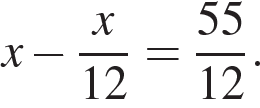 x − x/12 = 55/12.